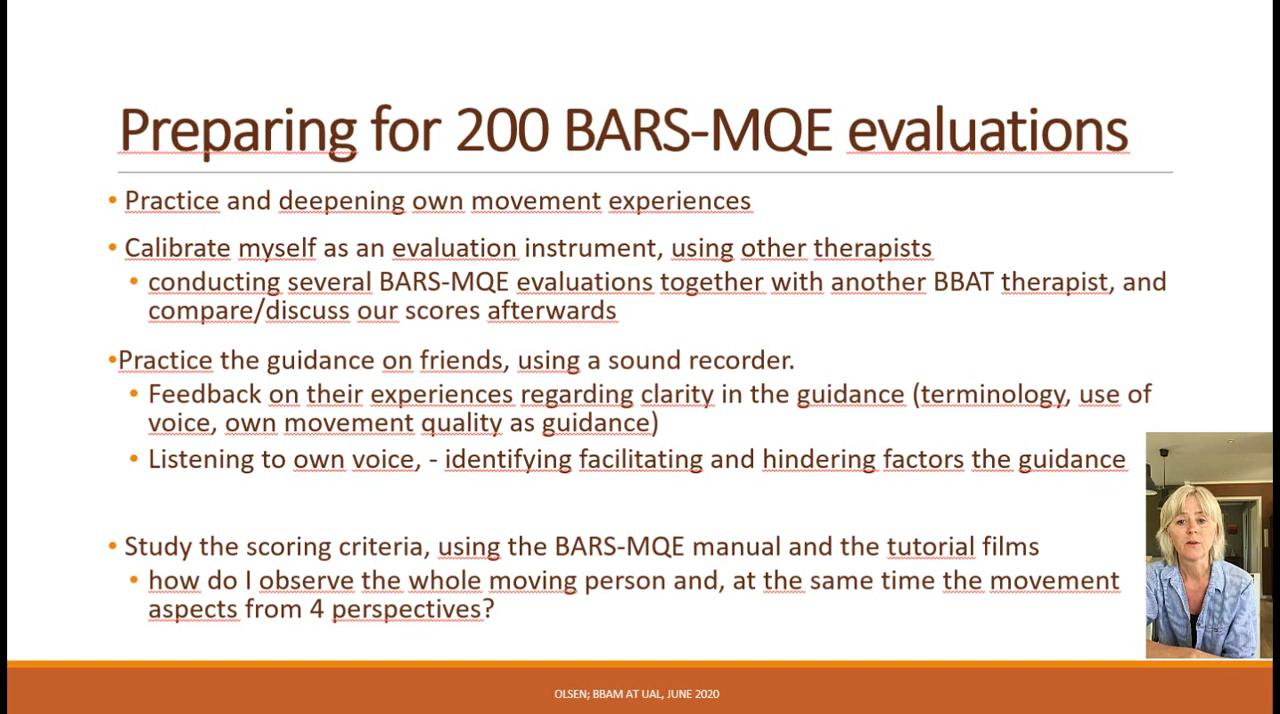 Preparing for 200 BARS-MQE evaluations
• Practice and deepening own movement experiences
• Calibrate myself as an evaluation instrument, using other therapists
• conducting several BARS-MQE evaluations together with another BBAT therapist, and
compare/discuss our scores afterwards
•Practice the guidance on friends, using a sound recorder.
• Feedback on their experiences regarding clarity in the guidance (terminology, use of
voice, own movement quality as guidance)
• Listening to own voice, - identifying facilitating and hindering factors the guidance
• Study the scoring criteria, using the BARS-MQE manual and the tutorial films
• how do I observe the whole moving person and, at the same time the movement
aspects from 4 perspectives?
OLSEN; BBAM AT UAL, JUNE 2020